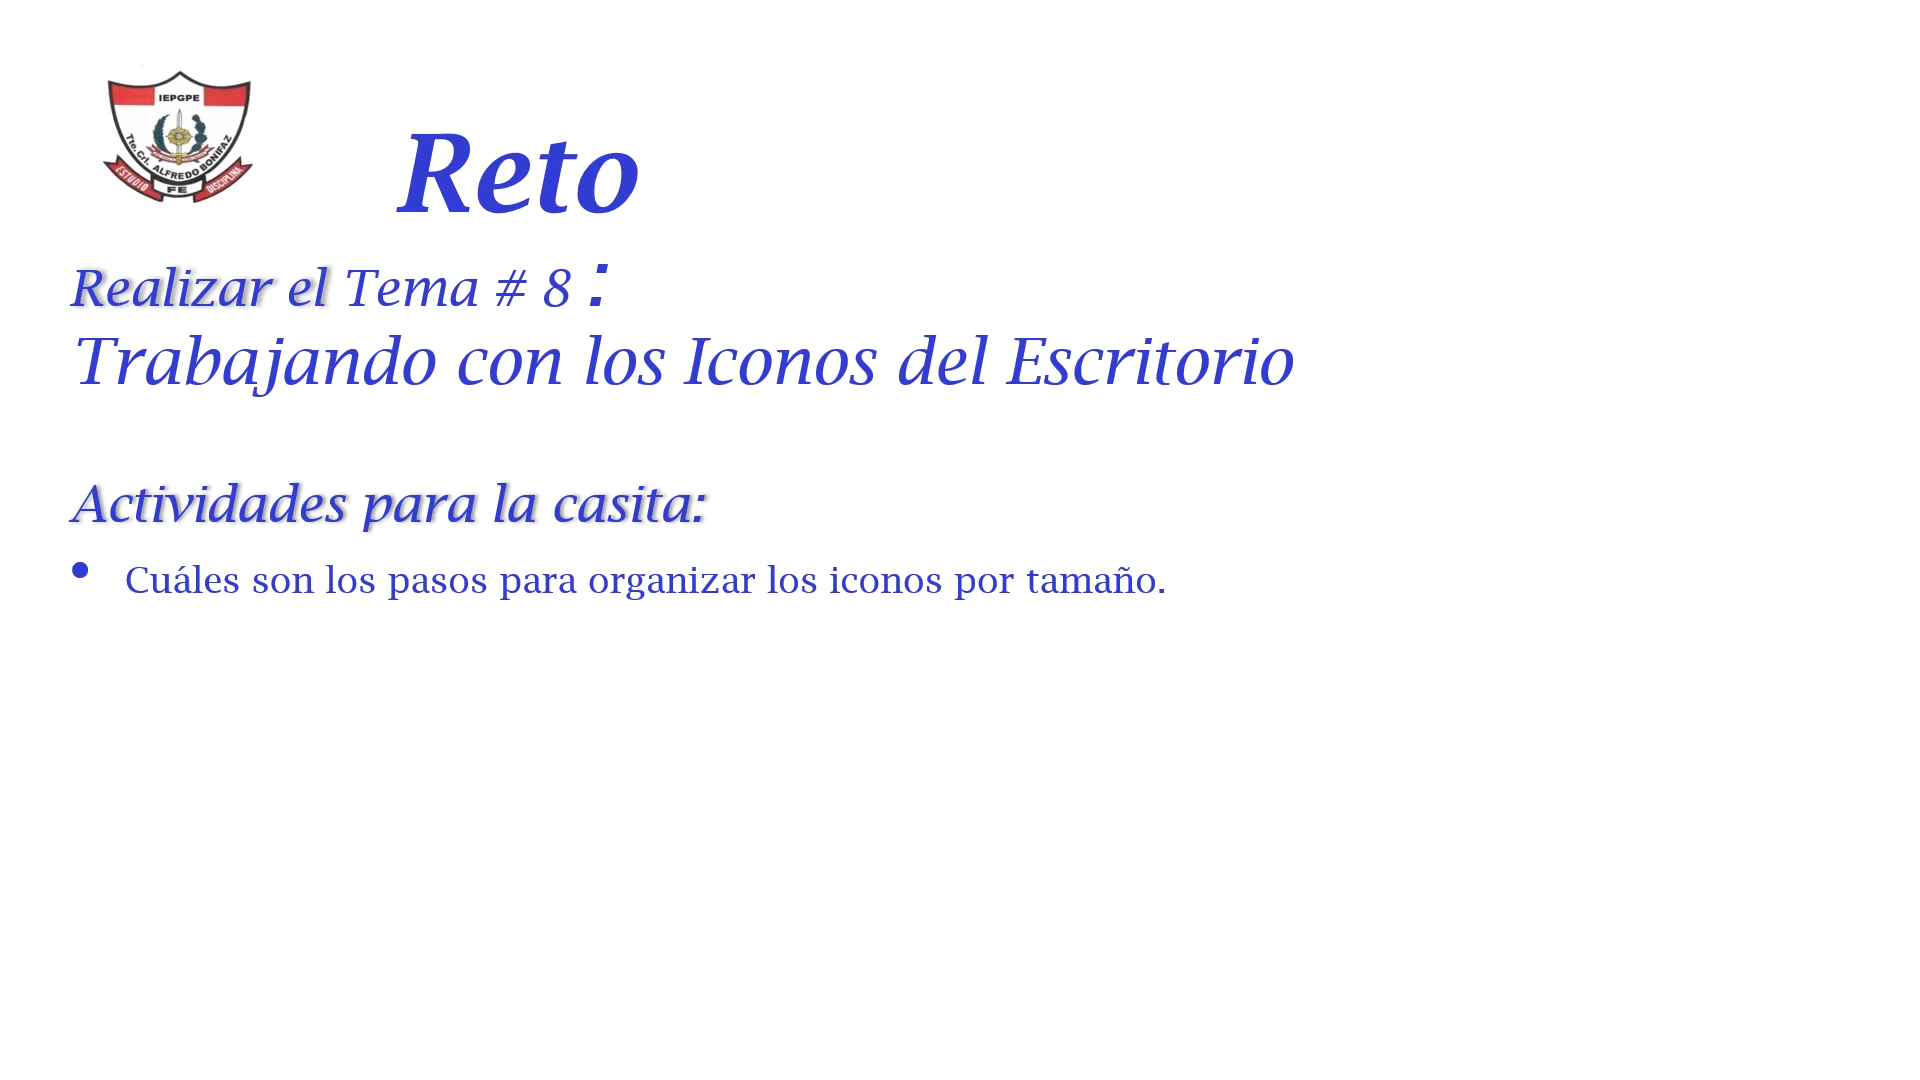 IEPGPE
Tte. Crl. ALFREDO BONIFAZ
ESTUDIO
FE
DISCIPLINA
Reto
Realizar el Tema # 8 :
Trabajando con los Iconos del Escritorio
Actividades para la casita:
• Cuáles son los pasos para organizar los iconos por tamaño.